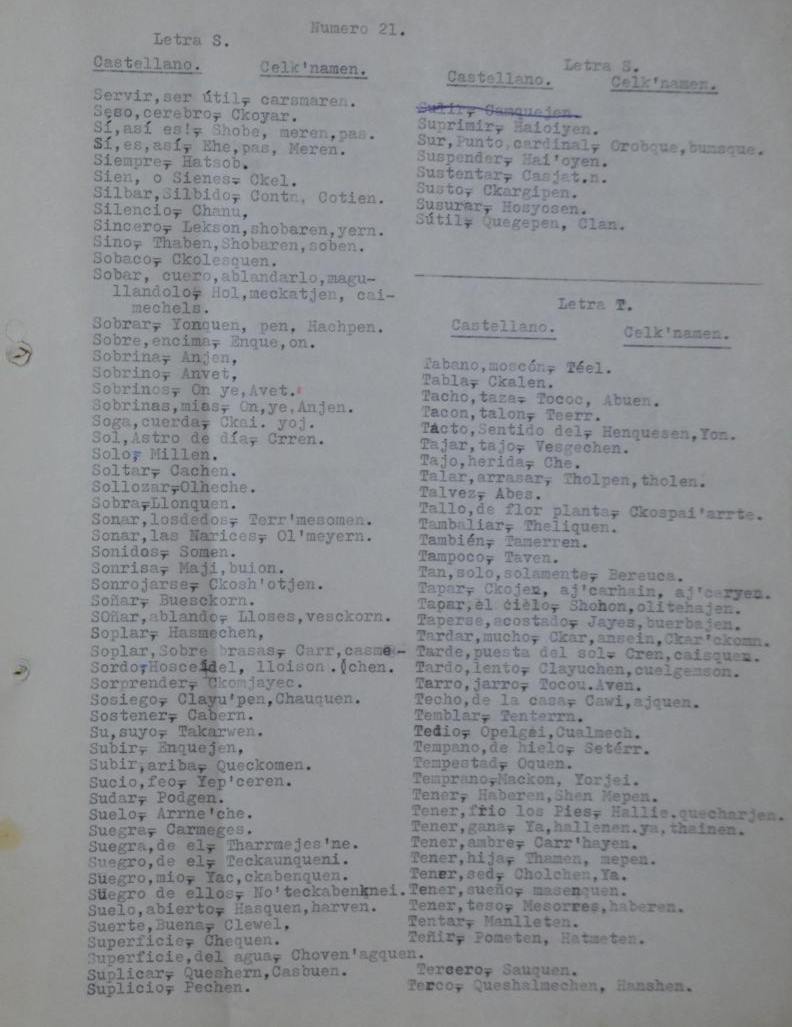 Numero 21.
Letra S.
Castellano. Celk'namen.
Servir,ser útil, carsmaren.
Seso,cerebro, Ckoyar.
Sí,así es!, Shobe, meren,pas.
Sí,es,así, Ehe,pas, Meren.
Siempre, Hatsob.
Sien, o Sienes- Ckel.
Silbar,Silbido, Conta, Cotien.
Silencio, Chanu,
Sincero, Lekson,shobaren,yern.
Sino, Thaben,Shobaren,soben.
Sobaco, Ckolesquen.
Sobar, cuero,ablandarlo,magu-
llandolo, Hol,meckatjen, cai-
mechels.
Sobrar, Yonquen, pen, Hachpen.
Sobre,encima, Enque,on.
Sobrina, Anjen,
Sobrino, Anvet,
Sobrinos, On ye,Avet.
Sobrinas,mias, On,ye,Anjen.
Soga,cuerda, Ckai. yoj.
Sol,Astro de día, Crren.
Solo, Millen.
Soltar, Cachen.
Sollozar,Olheche.
Sobra,Llonquen.
Sonar,losdedos, Terr'mesomen.
Sonar,las Narices, Ol'meyern.
Sonidos, Somen.
Sonrisa, Maji,buion.
Sonrojarse, Ckosh'otjen.
Soñar, Buesckorn.
SOñar,ablando, Lloses,vesckorn.
Soplar, Hasmechen,
Soplar,Sobre brasas, Carr,casme-
Sordo, lloison. chen.
Sorprender, Ckomjayec.
Sosiego, Clayu'pen,Chauquen.
Sostener, Cabern.
Su,suyo, Takarwen.
Subir, Enquejen,
Subir,ariba, Queckomen.
Sucio,feo, Yep'ceren.
Sudar, Podgen.
Suelo, Arrne'che.
Suegra, Carmeges.
Suegra,de el, Tharrmejes'ne.
Suegro,de el, Teckaunqueni.
Suegro,mio, Yac,ckabenquen.
Suegro de ellos, No'teckabenknei.
Suelo,abierto, Hasquen,harven.
Suerte,Buena, Clewel,
Superficie, Chequen.
Superficie,del agua, Choven'agquen.
Suplicar, Queshern,Casbuen.
Suplicio, Pechen.
Letra S.
Castellano. Celk'namen.
Sufrir, Camquejen.
Suprimir, Haioiyen.
Sur,Punto,cardinal, Orobque,bumsque.
Suspender, Hai'oyen.
Sustentar, Casjat.n.
Susto, Ckargipen.
Susurar, Hosyosen.
Sútil, Quegepen, Clan.
Letra T.
Castellano. Celk'namen.
Tabano,moscón, Téel.
Tabla, Ckalen.
Tacho,taza- Tococ, Abuen.
Tacon,talon, Teerr.
Tácto,Sentido del, Henquesen,Yon.
Tajar,tajo, Vesgechen.
Tajo,herida, Che.
Talar,arrasar, Tholpen,tholen.
Talvez, Abes.
Tallo,de flor planta, Ckospai'arrte.
Tambaliar, Theliquen.
También, Tamerren.
Tampoco, Taven.
Tan,solo,solamente, Bereuca.
Tapar, Ckojen, aj'carhain, aj'caryen.
Tapar,él cielo, Shohon,olitehajen.
Taperse,acostado, Jayes,buerbajen.
Tardar,mucho, Ckar,ansein,Ckar'ckomn.
Tarde,puesta del sol- Cren,caisquen.
Tardo,lento, Clayuchen,cuelgemson.
Tarro,jarro, Tocou.Aven.
Techo,de la casa, Cawi,ajquen.
Temblar, Tenterrn.
Tedio, Opelgai,Cualmech.
Tempano,de hielo, Setérr.
Tempestad, Oquen.
Temprano,Mackon, Yorjei.
Tener, Haberen,Shen Mepen.
Tener,frio los Pies, Hallie.quecharjen.
Tener,gana, Ya,hallenen.ya,thainen.
Tener,ambre, Carr'hayen.
Tener,hija, Thamen, mepen.
Tener,sed, Cholchen,Ya.
Tener,sueño, masenquen.
Tener,teso, Mesorres,haberen.
Tentar, Manlleten.
Teñir, Pometen, Hatmeten.
Tercero, Sauquen.
Terco, Queshalmechen, Hanshen.